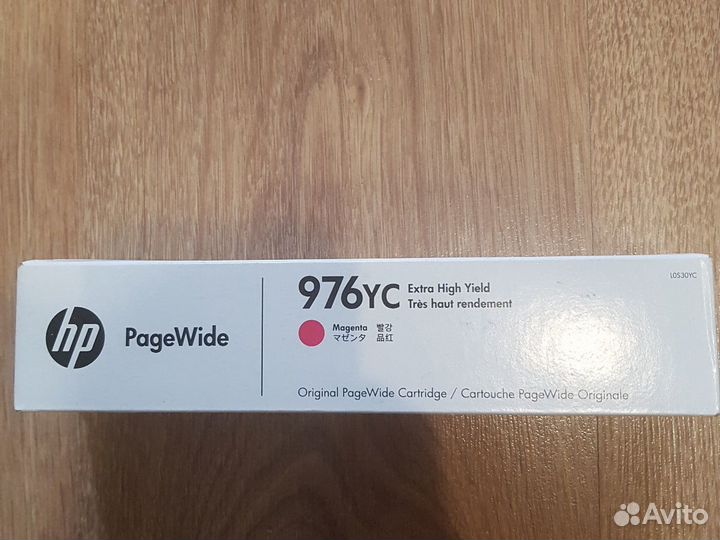 hp
PageWide
976YC Extra High Yield
Très haut rendement
L0S30YC
Magenta 빨강
マゼンタ 品红
Original PageWide Cartridge / Cartouche PageWide Originale
Avito